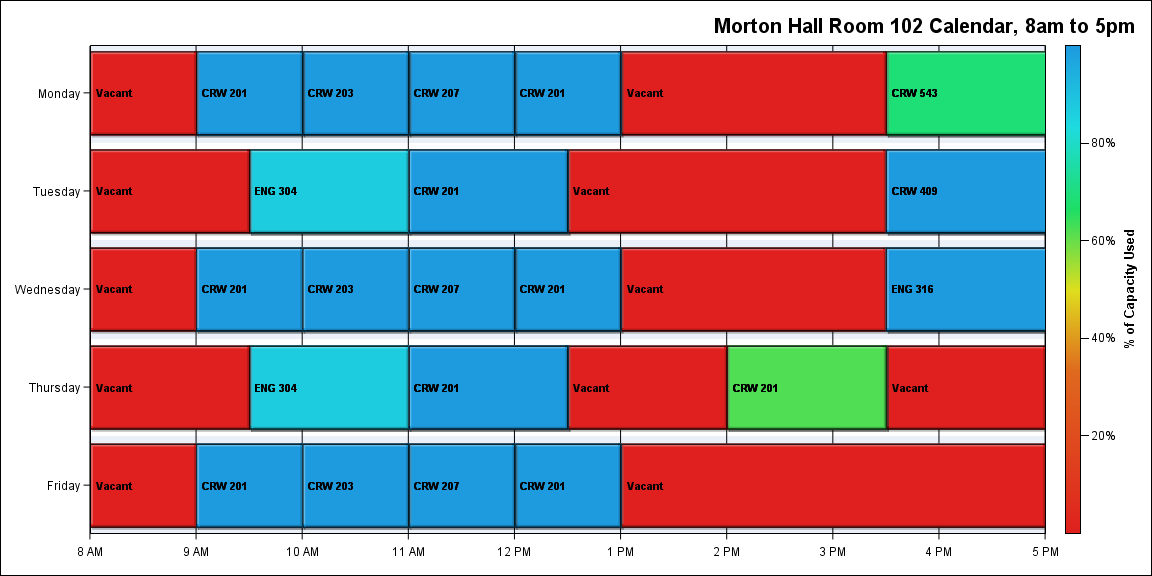 Morton Hall Room 102 Calendar, 8am to 5pm
Monday
Vacant
CRW 201
CRW 203
CRW 207
CRW 201
Vacant
CRW 543
Tuesday
Vacant
ENG 304
CRW 201
Vacant
CRW 409
Wednesday
Vacant
CRW 201
CRW 203
CRW 207
CRW 201
Vacant
ENG 316
Thursday
Vacant
ENG 304
CRW 201
Vacant
CRW 201
Vacant
Friday
Vacant
CRW 201
CRW 203
CRW 207
CRW 201
Vacant
8 AM
9 AM
10 AM
11 AM
12 PM
1 PM
2 PM
3 PM
4 PM
5 PM
80%
60%
40%
20%
% of Capacity Used